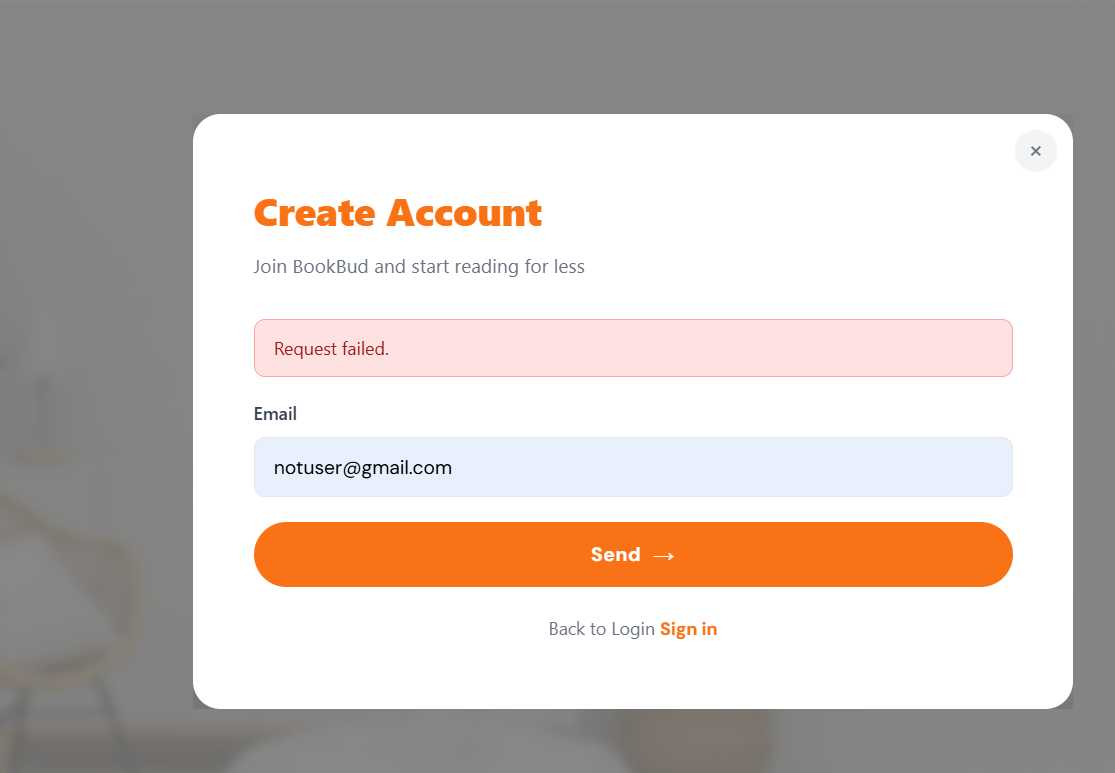 ×
Create Account
Join BookBud and start reading for less
Request failed.
Email
notuser@gmail.com
Send →
Back to Login Sign in